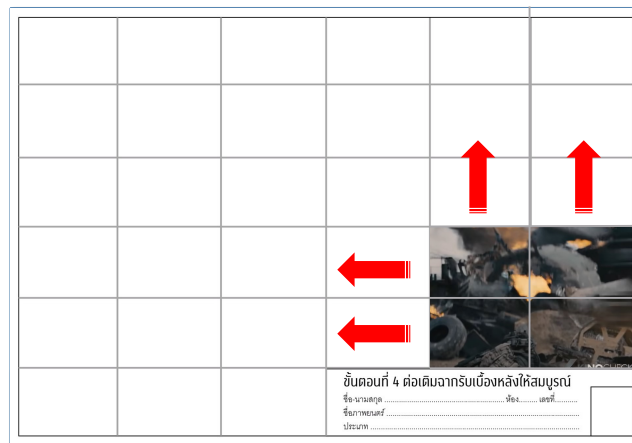 NO CHECK
ขั้นตอนที่ 4 ต่อเติมฉากรับเบื้องหลังให้สมบูรณ์
ชื่อ-นามสกุล ............................................................ ห้อง......... เลขที่...........
ชื่อภาพยนตร์ ................................................................................................
ประเภท ........................................................................................................